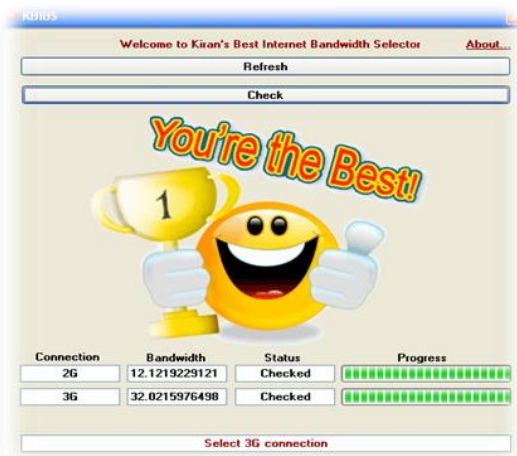 KBIBS
Welcome to Kiran's Best Internet Bandwidth Selector About...
Refresh
Check
You're the Best!
1
Connection Bandwidth Status Progress
2G 12.1219229121 Checked
3G 32.0215976498 Checked
Select 3G connection